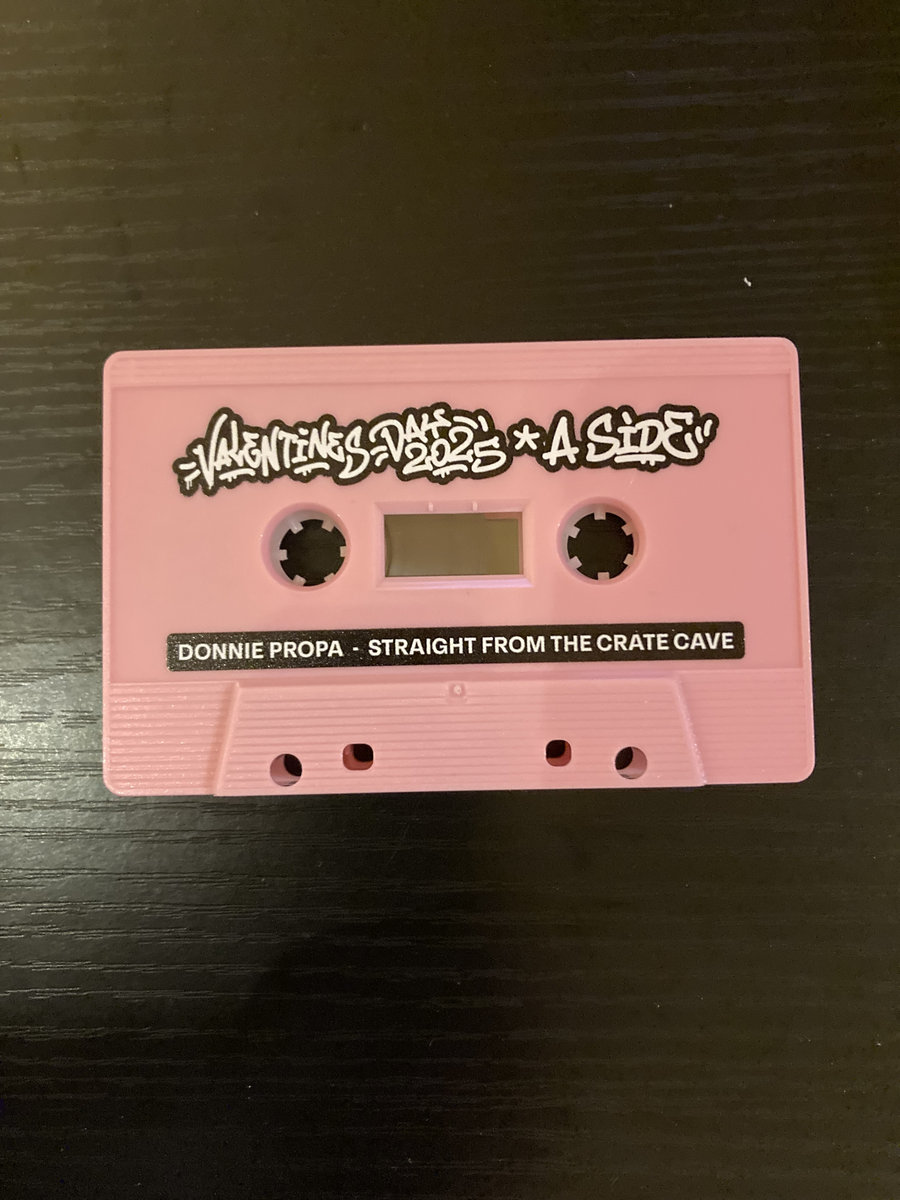 VALENTINES DAY 2025 * A SIDE
DONNIE PROPA - STRAIGHT FROM THE CRATE CAVE